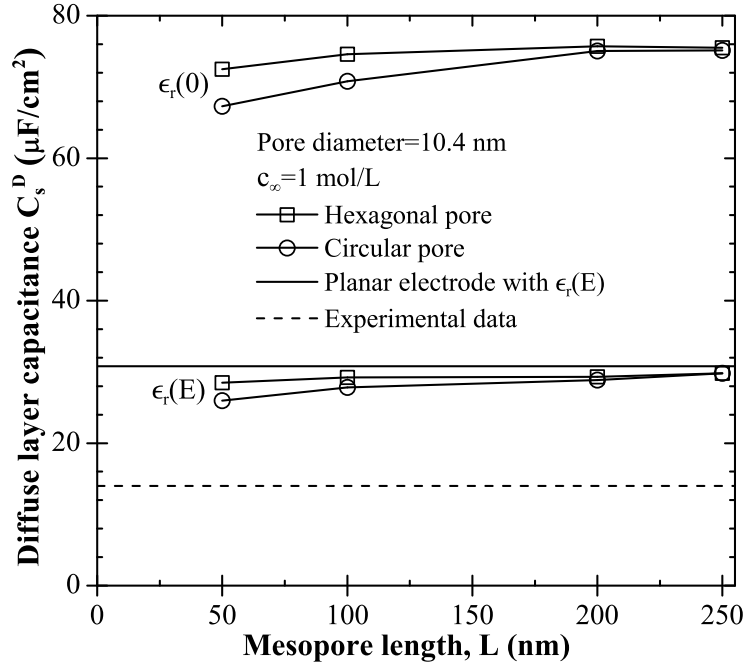 80
60
40
20
0
Diffuse layer capacitance Cₛᴰ (μF/cm²)
ϵᵣ(0)
Pore diameter=10.4 nm
c∞=1 mol/L
Hexagonal pore
Circular pore
Planar electrode with ϵᵣ(E)
Experimental data
ϵᵣ(E)
0 50 100 150 200 250
Mesopore length, L (nm)